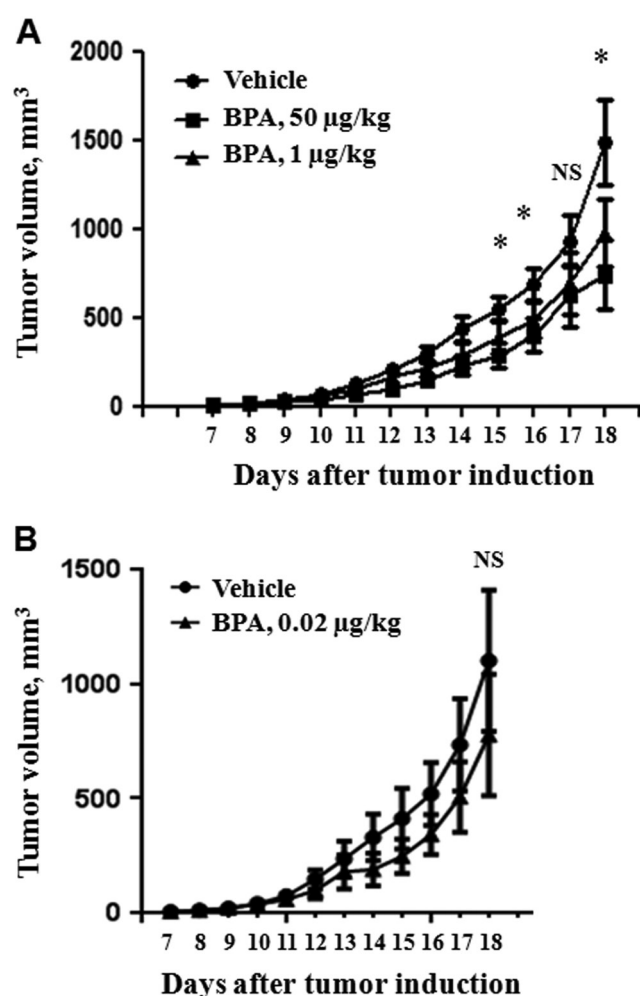 A
Tumor volume, mm³
2000
1500
1000
500
0
Vehicle
BPA, 50 µg/kg
BPA, 1 µg/kg
*
*
NS
*
7 8 9 10 11 12 13 14 15 16 17 18
Days after tumor induction
B
Tumor volume, mm³
1500
1000
500
0
Vehicle
BPA, 0.02 µg/kg
NS
7 8 9 10 11 12 13 14 15 16 17 18
Days after tumor induction